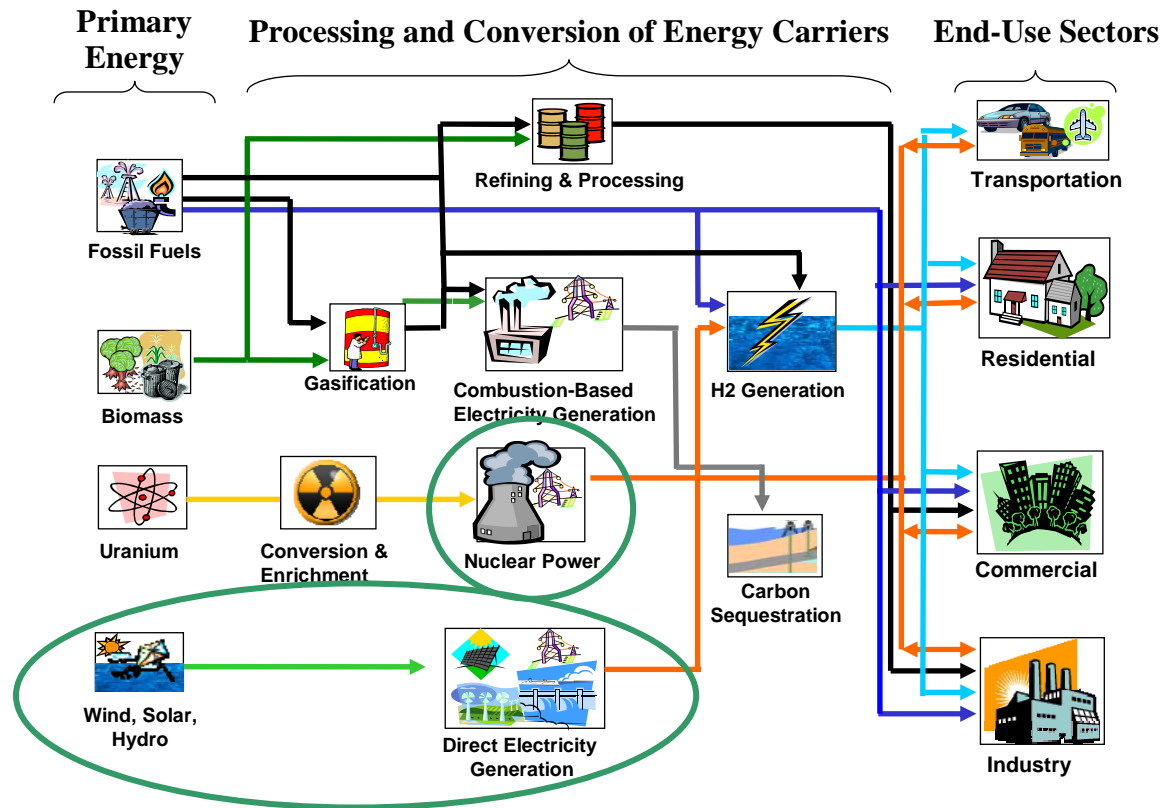 Primary
Energy
Processing and Conversion of Energy Carriers
End-Use Sectors
Refining & Processing
Transportation
Fossil Fuels
Gasification
Combustion-Based
Electricity Generation
H2 Generation
Residential
Biomass
Uranium
Conversion &
Enrichment
Nuclear Power
Carbon
Sequestration
Commercial
Wind, Solar,
Hydro
Direct Electricity
Generation
Industry